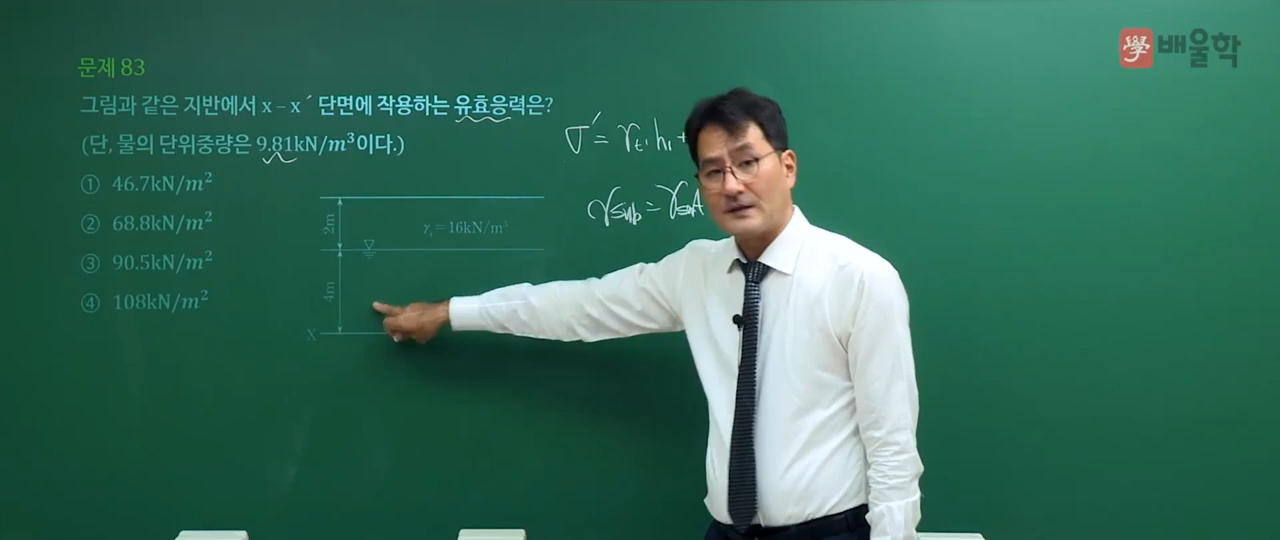 學 배울학
문제 83
그림과 같은 지반에서 x – x´ 단면에 작용하는 유효응력은?
(단, 물의 단위중량은 9.81kN/m³이다.)
① 46.7kN/m²
② 68.8kN/m²
③ 90.5kN/m²
④ 108kN/m²
2m
γₜ = 16kN/m³
4m
X
σ′ = γₜ · h₁ +
γsub = γsat